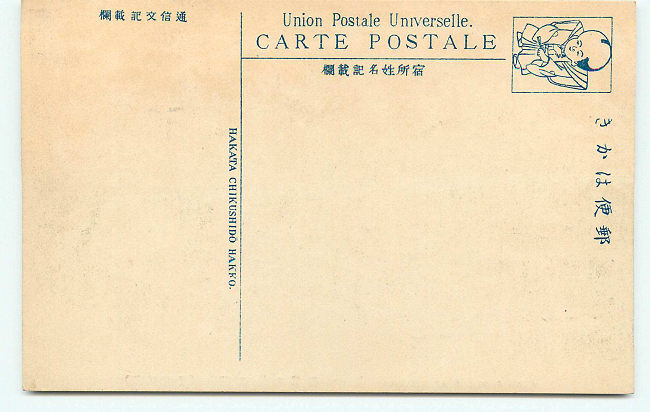 通信文記載欄
Union Postale Universelle.
CARTE POSTALE
宿所姓名記載欄
郵便はかき
HAKATA CHIKUSHIDO HAKKO.